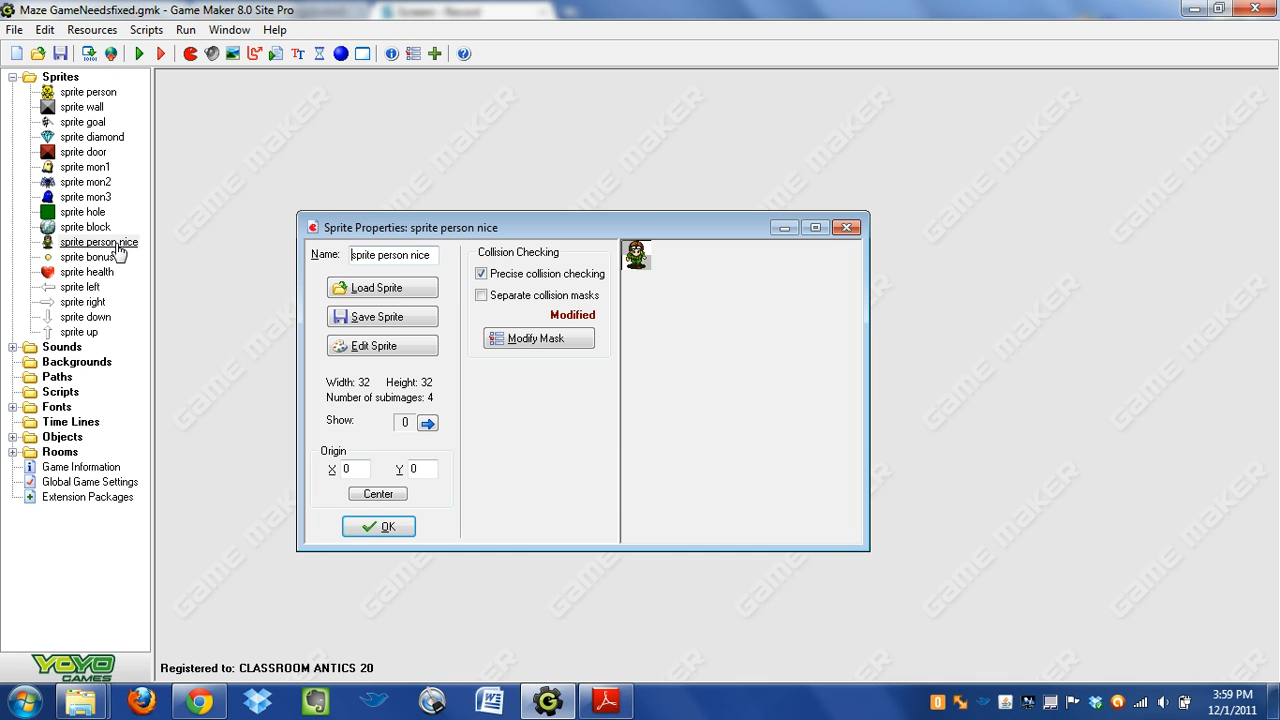 Maze GameNeedsfixed.gmk - Game Maker 8.0 Site Pro
File Edit Resources Scripts Run Window Help
Sprites
sprite person
sprite wall
sprite goal
sprite diamond
sprite door
sprite mon1
sprite mon2
sprite mon3
sprite hole
sprite block
sprite person nice
sprite bonus
sprite health
sprite left
sprite right
sprite down
sprite up
Sounds
Backgrounds
Paths
Scripts
Fonts
Time Lines
Objects
Rooms
Game Information
Global Game Settings
Extension Packages
YOYO
GAMES
Sprite Properties: sprite person nice
Name: sprite person nice
Load Sprite
Save Sprite
Edit Sprite
Width: 32 Height: 32
Number of subimages: 4
Show: 0
Origin
X 0 Y 0
Center
OK
Collision Checking
Precise collision checking
Separate collision masks
Modified
Modify Mask
GAME MAKER
Registered to: CLASSROOM ANTICS 20
3:59 PM
12/1/2011